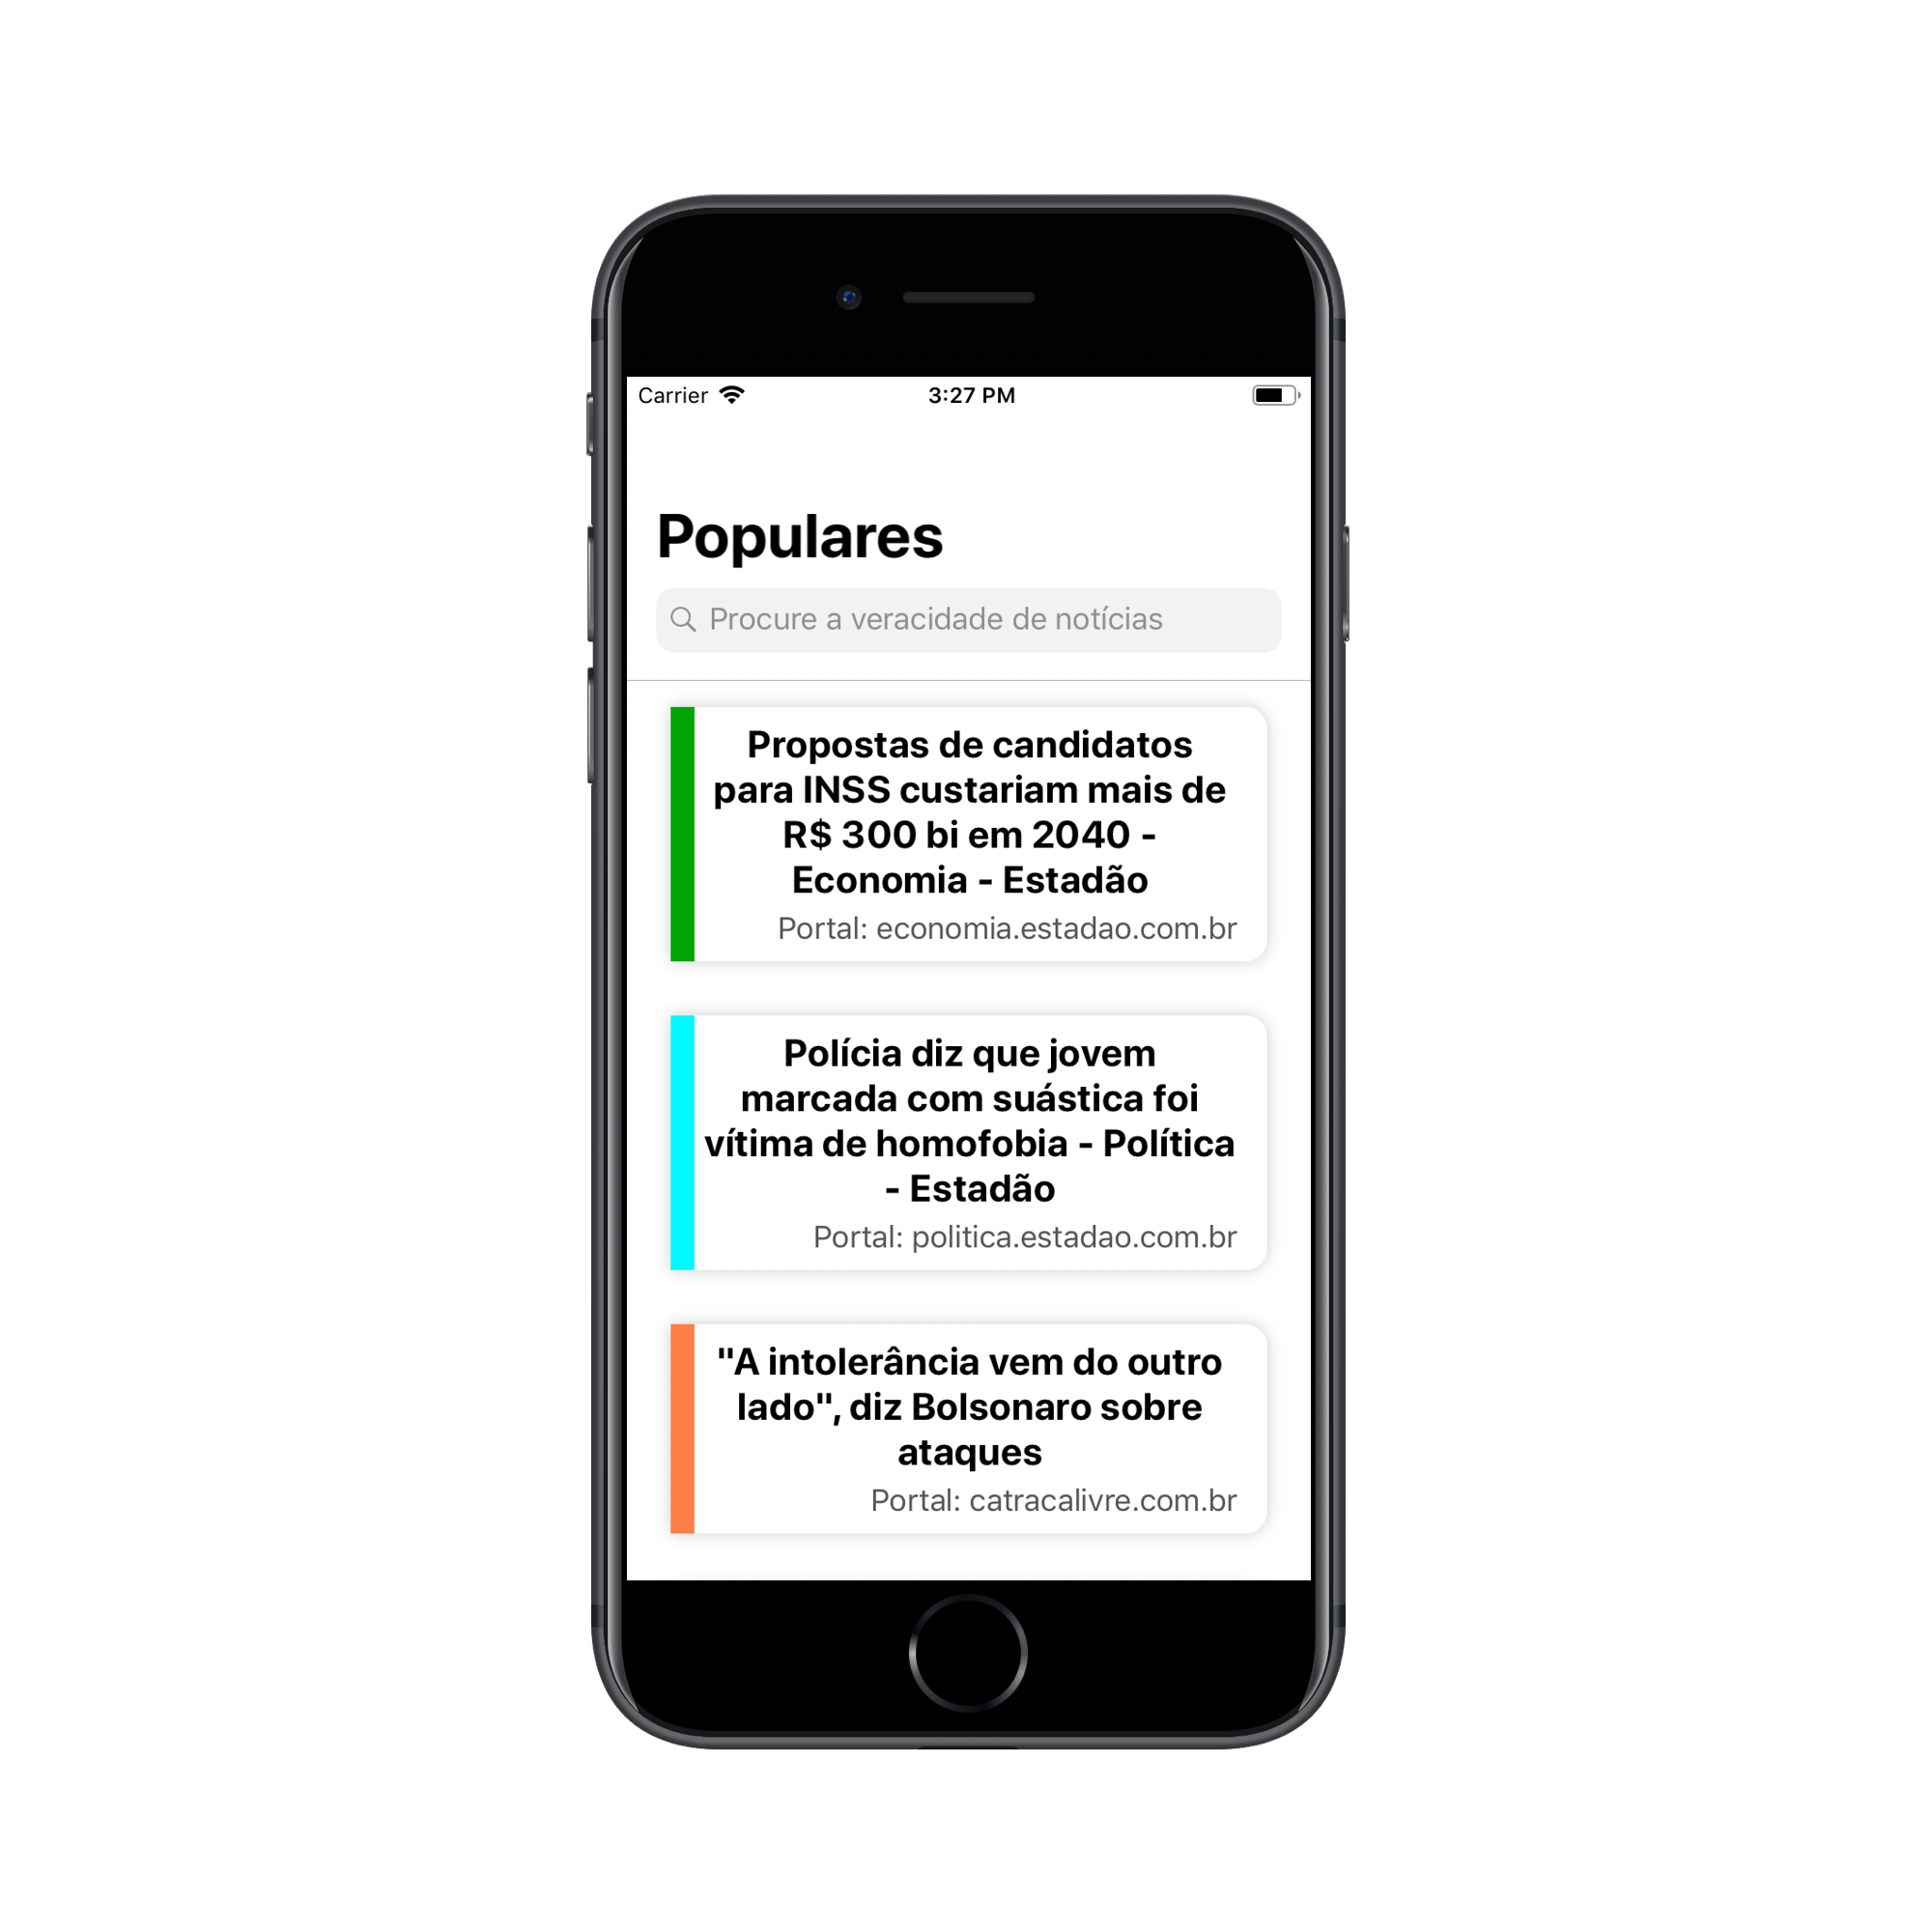 Carrier 3:27 PM
Populares
Procure a veracidade de notícias
Propostas de candidatos
para INSS custariam mais de
R$ 300 bi em 2040 -
Economia - Estadão
Portal: economia.estadao.com.br
Polícia diz que jovem
marcada com suástica foi
vítima de homofobia - Política
- Estadão
Portal: politica.estadao.com.br
"A intolerância vem do outro
lado", diz Bolsonaro sobre
ataques
Portal: catracalivre.com.br